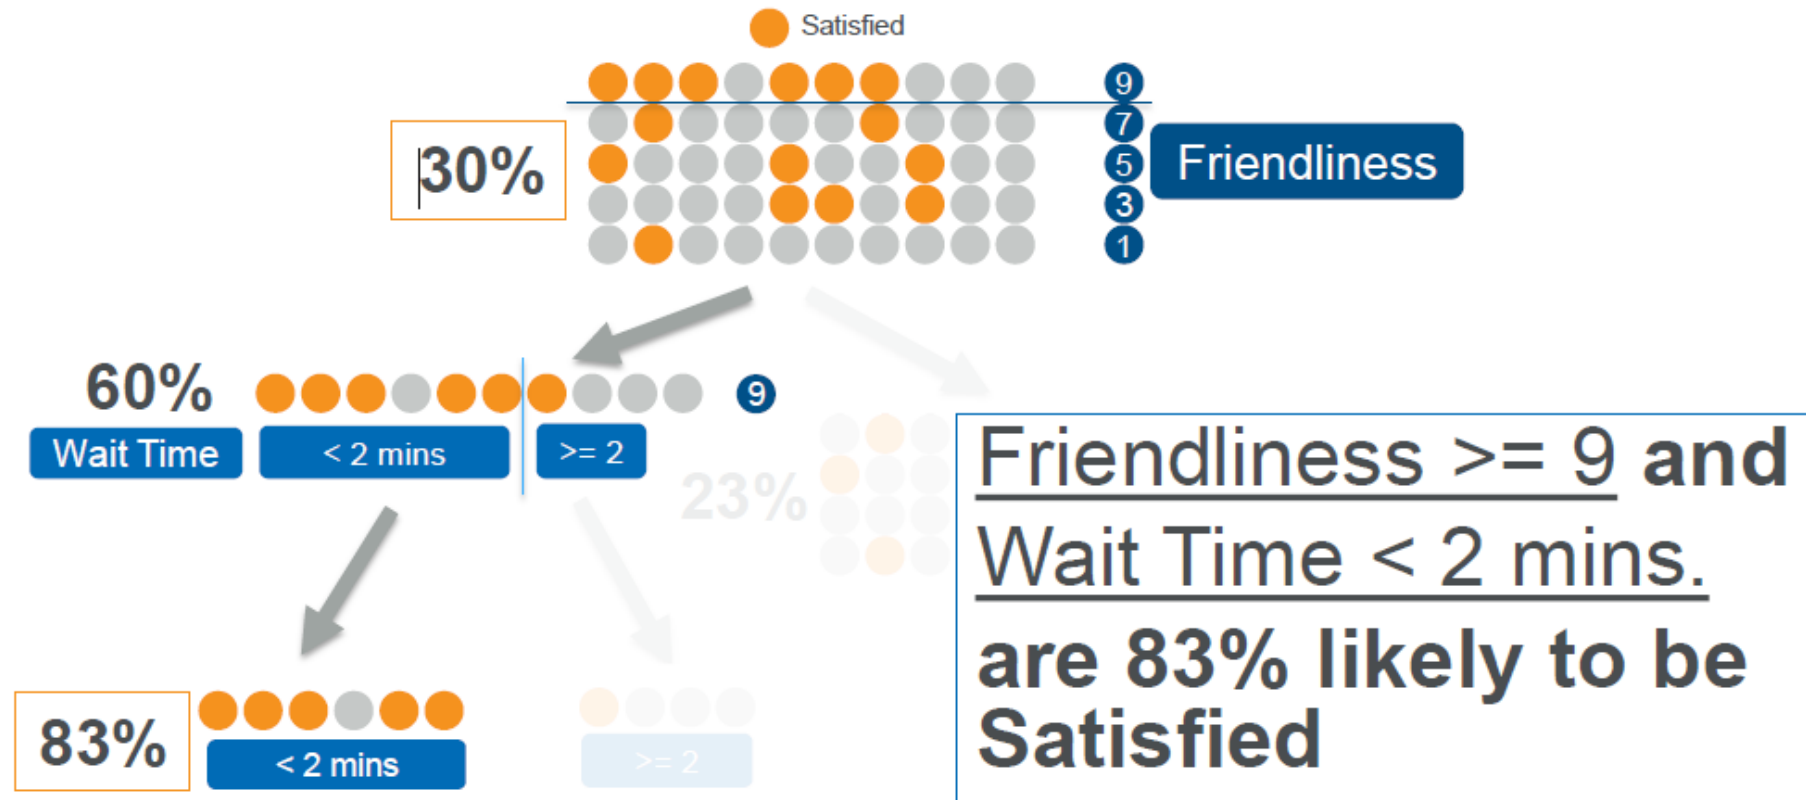 Satisfied
9
7
30%
5
Friendliness
3
1
60%
9
Wait Time
< 2 mins
>= 2
23%
Friendliness >= 9 and
Wait Time < 2 mins.
are 83% likely to be
Satisfied
83%
< 2 mins
>= 2